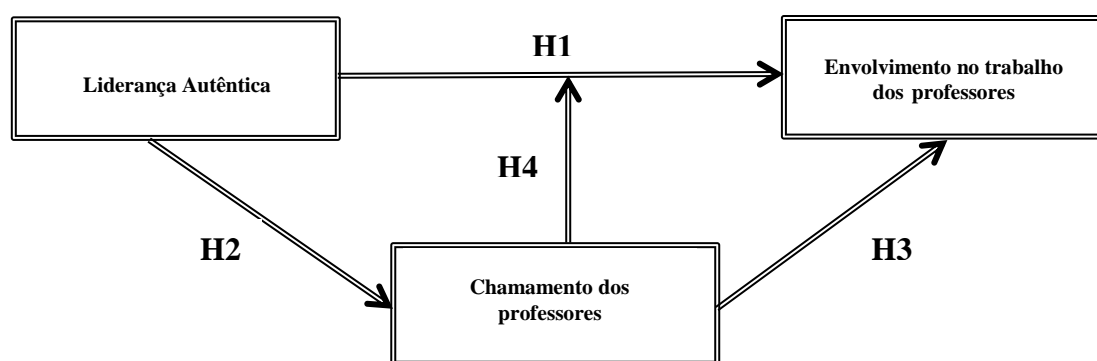 H1
Liderança Autêntica
Envolvimento no trabalho
dos professores
H4
H2
H3
Chamamento dos
professores